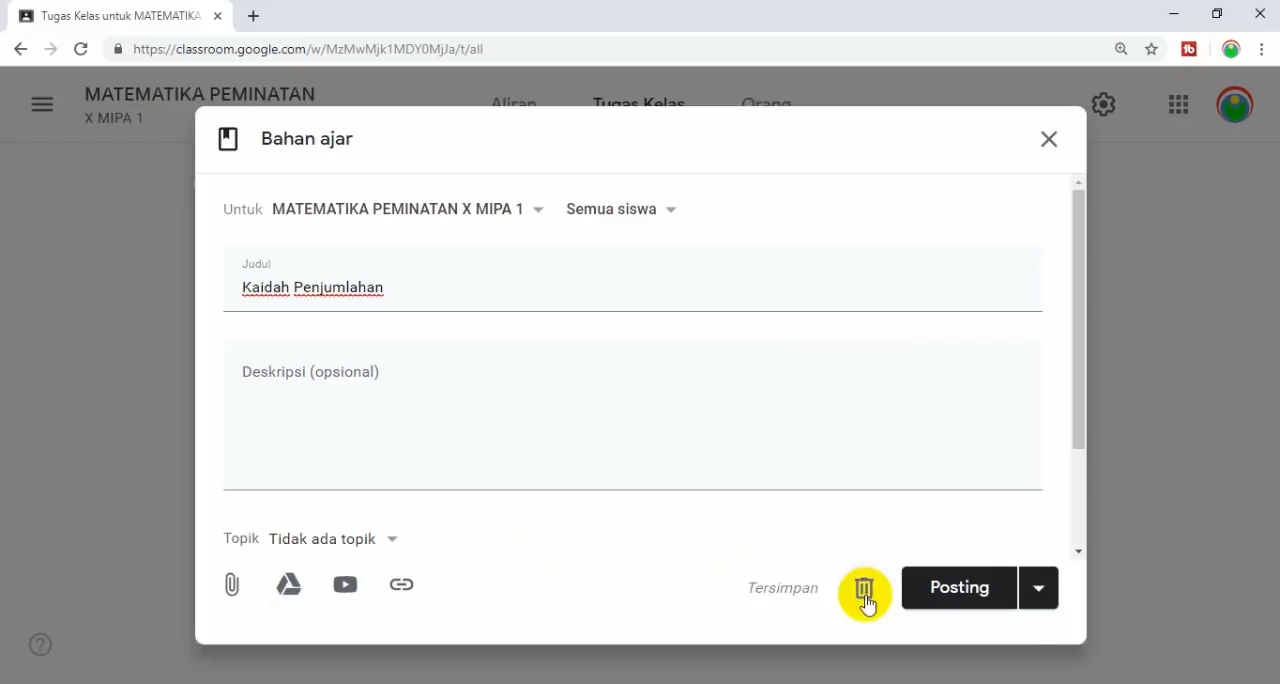 Tugas Kelas untuk MATEMATIKA
https://classroom.google.com/w/MzMwMjk1MDY0MjJa/t/all
MATEMATIKA PEMINATAN
X MIPA 1
Aliran
Tugas Kelas
Orang
Bahan ajar
Untuk MATEMATIKA PEMINATAN X MIPA 1 Semua siswa
Judul
Kaidah Penjumlahan
Deskripsi (opsional)
Topik Tidak ada topik
Tersimpan
Posting